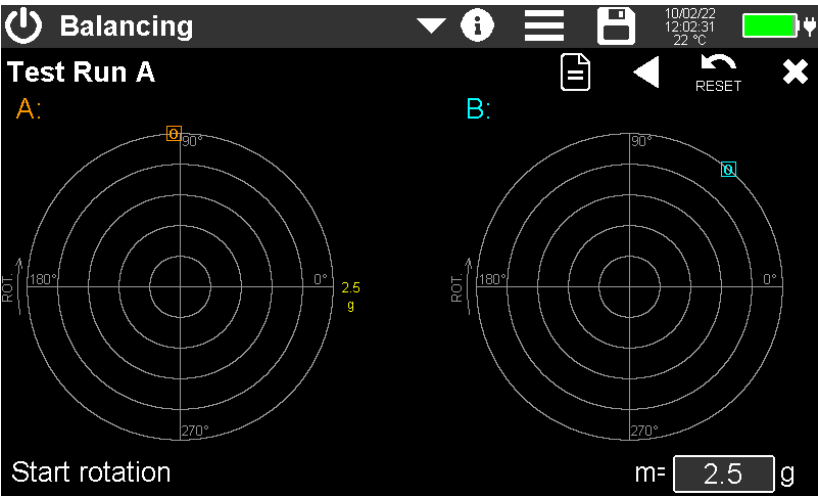 Balancing
i
10/02/22
12:02:31
22 °C
Test Run A
RESET
A:
B:
0
90°
90°
0
ROT.
180°
0°
2.5
g
ROT.
180°
0°
270°
270°
Start rotation
m= 2.5 g